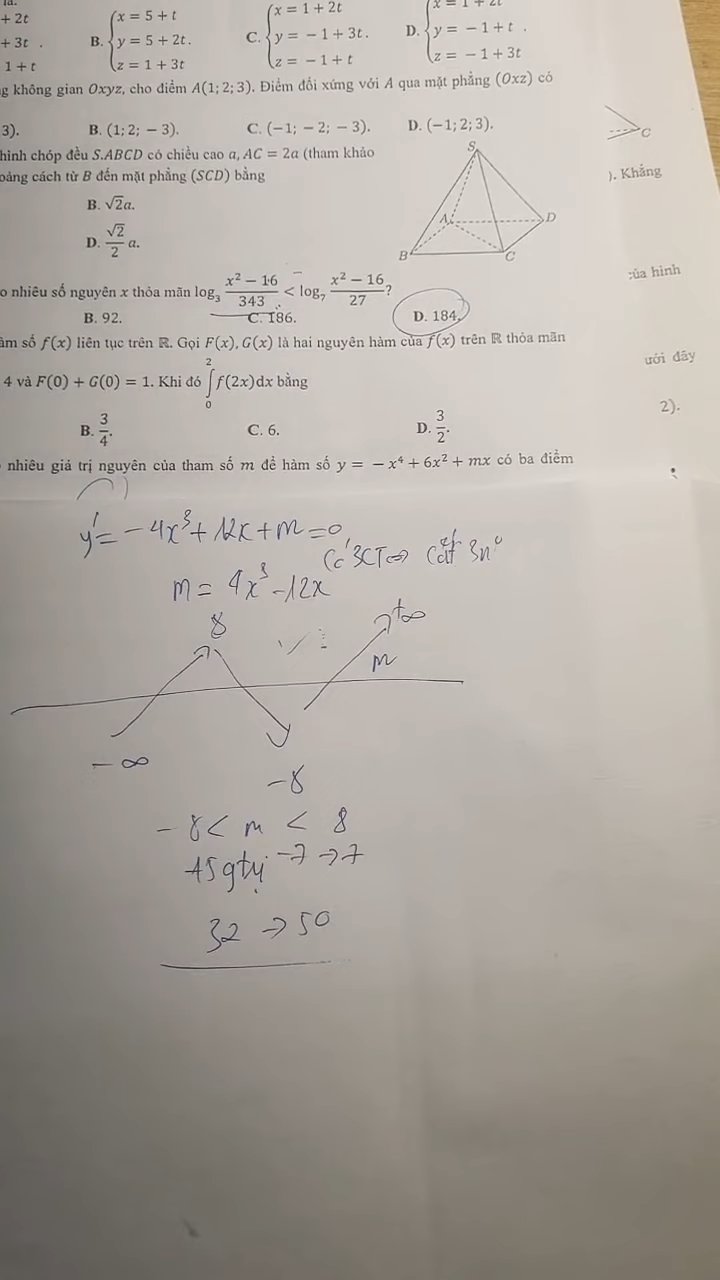 là.
+ 2t
+ 3t .
1 + t
B. { x = 5 + t
y = 5 + 2t.
z = 1 + 3t
C. { x = 1 + 2t
y = − 1 + 3t.
z = − 1 + t
D. { x = 1 + 2t
y = − 1 + t .
z = − 1 + 3t
g không gian Oxyz, cho điểm A(1; 2; 3). Điểm đối xứng với A qua mặt phẳng (Oxz) có
3). B. (1; 2; − 3). C. (−1; − 2; − 3). D. (−1; 2; 3).
hình chóp đều S.ABCD có chiều cao a, AC = 2a (tham khảo
oảng cách từ B đến mặt phẳng (SCD) bằng
B. √2a.
D. √2/2 a.
S
A
D
B
C
C
). Khẳng
của hình
ưới đây
2).
o nhiêu số nguyên x thỏa mãn log₃ (x² − 16)/343 < log₇ (x² − 16)/27?
B. 92. C. 186. D. 184.
àm số f(x) liên tục trên ℝ. Gọi F(x), G(x) là hai nguyên hàm của f(x) trên ℝ thỏa mãn
4 và F(0) + G(0) = 1. Khi đó ∫₀² f(2x)dx bằng
B. 3/4. C. 6. D. 3/2.
nhiêu giá trị nguyên của tham số m để hàm số y = − x⁴ + 6x² + mx có ba điểm
y' = −4x³ + 12x + m = 0
Có 3CT ⇔ cắt 3n⁰
m = 4x³ − 12x
8
+∞
m
− ∞
−8
− 8 < m < 8
15 gtrị −7 → 7
32 → 50